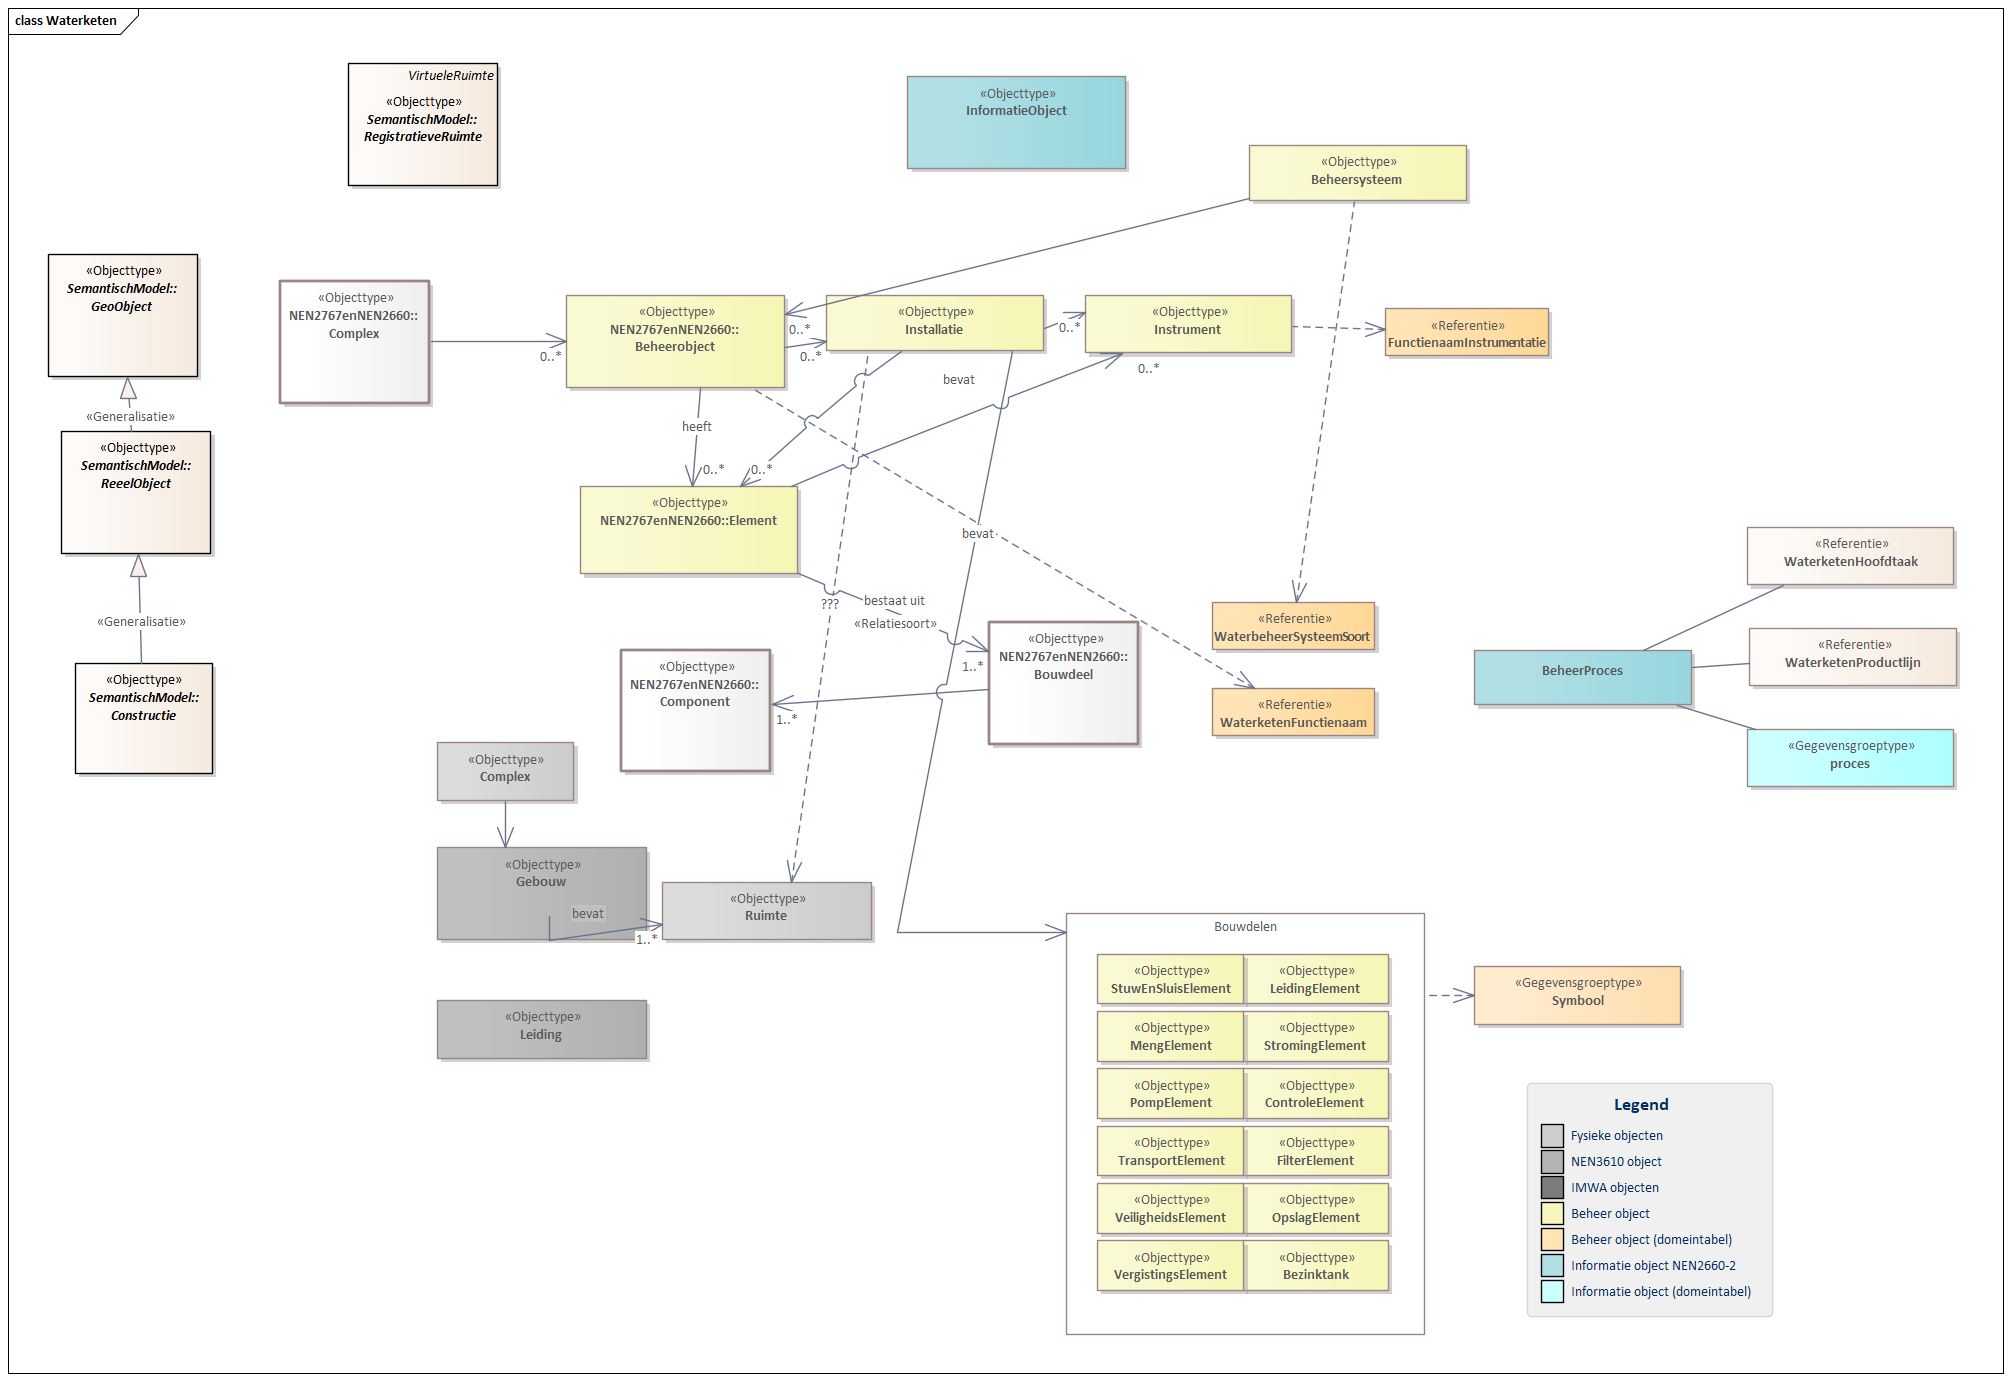 class Waterketen
VirtueleRuimte
«Objecttype»
SemantischModel::
RegistratieveRuimte
«Objecttype»
InformatieObject
«Objecttype»
Beheersysteem
«Objecttype»
SemantischModel::
GeoObject
«Objecttype»
NEN2767enNEN2660::
Complex
0..*
«Objecttype»
NEN2767enNEN2660::
Beheerobject
0..*
0..*
«Objecttype»
Installatie
0..*
«Objecttype»
Instrument
0..*
«Referentie»
FunctienaamInstrumentatie
bevat
«Generalisatie»
heeft
0..*
0..*
«Objecttype»
SemantischModel::
ReeelObject
«Objecttype»
NEN2767enNEN2660::Element
bevat
«Generalisatie»
???
bestaat uit
«Relatiesoort»
1..*
«Objecttype»
NEN2767enNEN2660::
Bouwdeel
«Referentie»
WaterbeheerSysteemSoort
«Referentie»
WaterketenFunctienaam
«Referentie»
WaterketenHoofdtaak
«Referentie»
WaterketenProductlijn
BeheerProces
«Gegevensgroeptype»
proces
«Objecttype»
SemantischModel::
Constructie
«Objecttype»
NEN2767enNEN2660::
Component
1..*
«Objecttype»
Complex
«Objecttype»
Gebouw
bevat
1..*
«Objecttype»
Ruimte
«Objecttype»
Leiding
Bouwdelen
«Objecttype»
StuwEnSluisElement
«Objecttype»
LeidingElement
«Objecttype»
MengElement
«Objecttype»
StromingElement
«Objecttype»
PompElement
«Objecttype»
ControleElement
«Objecttype»
TransportElement
«Objecttype»
FilterElement
«Objecttype»
VeiligheidsElement
«Objecttype»
OpslagElement
«Objecttype»
VergistingsElement
«Objecttype»
Bezinktank
«Gegevensgroeptype»
Symbool
Legend
Fysieke objecten
NEN3610 object
IMWA objecten
Beheer object
Beheer object (domeintabel)
Informatie object NEN2660-2
Informatie object (domeintabel)